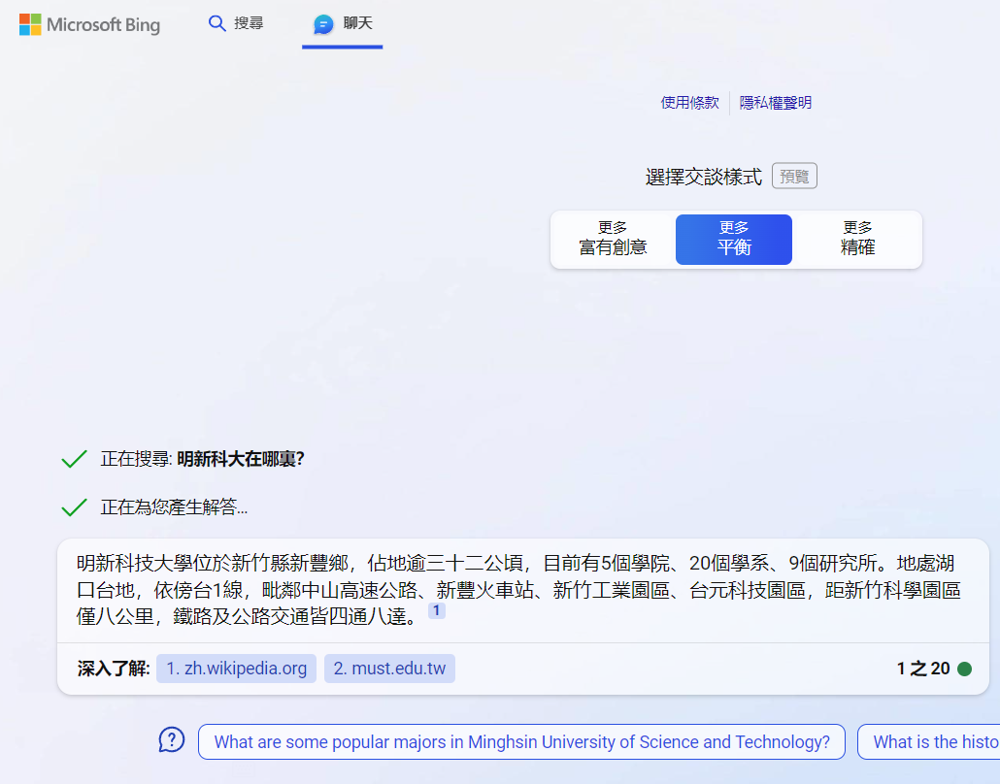 Microsoft Bing 搜尋 聊天
使用條款 隱私權聲明
選擇交談樣式 預覽
更多 更多 更多
富有創意 平衡 精確
正在搜尋: 明新科大在哪裏?
正在為您產生解答...
明新科技大學位於新竹縣新豐鄉，佔地逾三十二公頃，目前有5個學院、20個學系、9個研究所。地處湖
口台地，依傍台1線，毗鄰中山高速公路、新豐火車站、新竹工業園區、台元科技園區，距新竹科學園區
僅八公里，鐵路及公路交通皆四通八達。 1
深入了解: 1. zh.wikipedia.org 2. must.edu.tw 1 之 20
What are some popular majors in Minghsin University of Science and Technology? What is the histo